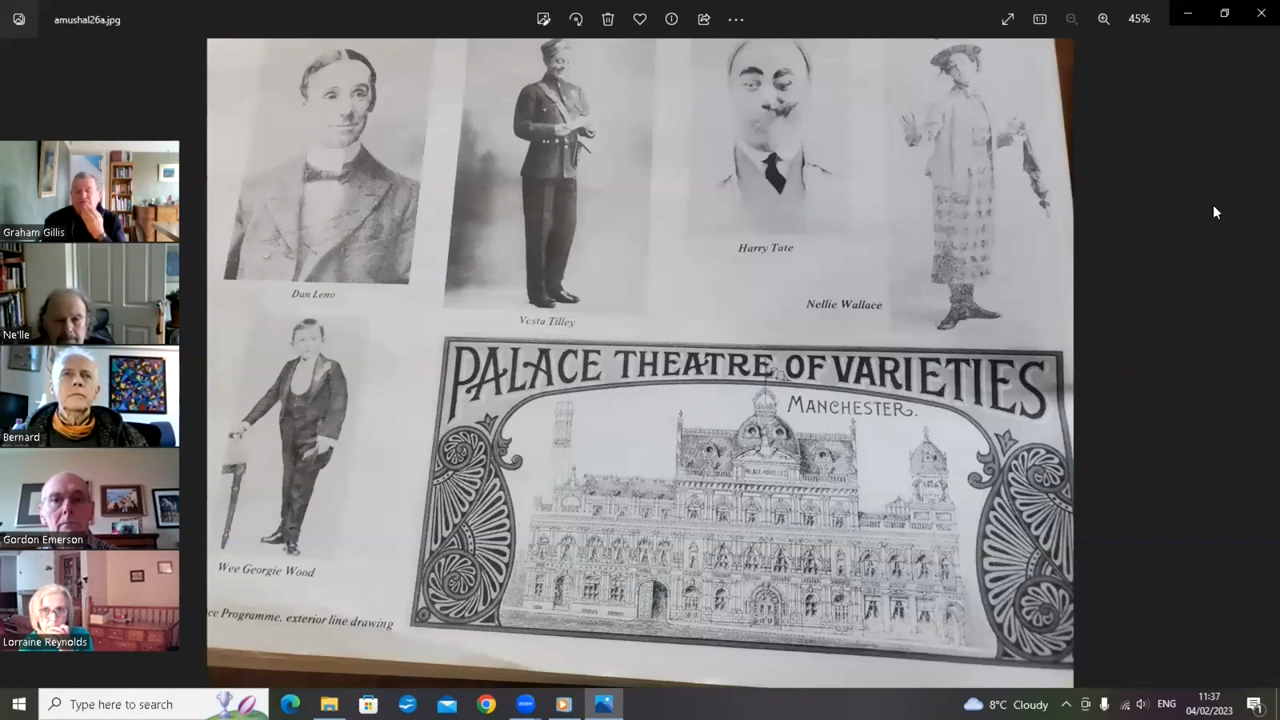 amushal26a.jpg
45%
Graham Gillis
Ne'lle
Bernard
Gordon Emerson
Lorraine Reynolds
Dan Leno
Vesta Tilley
Harry Tate
Nellie Wallace
Wee Georgie Wood
Programme, exterior line drawing
PALACE THEATRE OF VARIETIES
MANCHESTER.
Type here to search
zoom
8°C Cloudy
ENG
11:37
04/02/2023